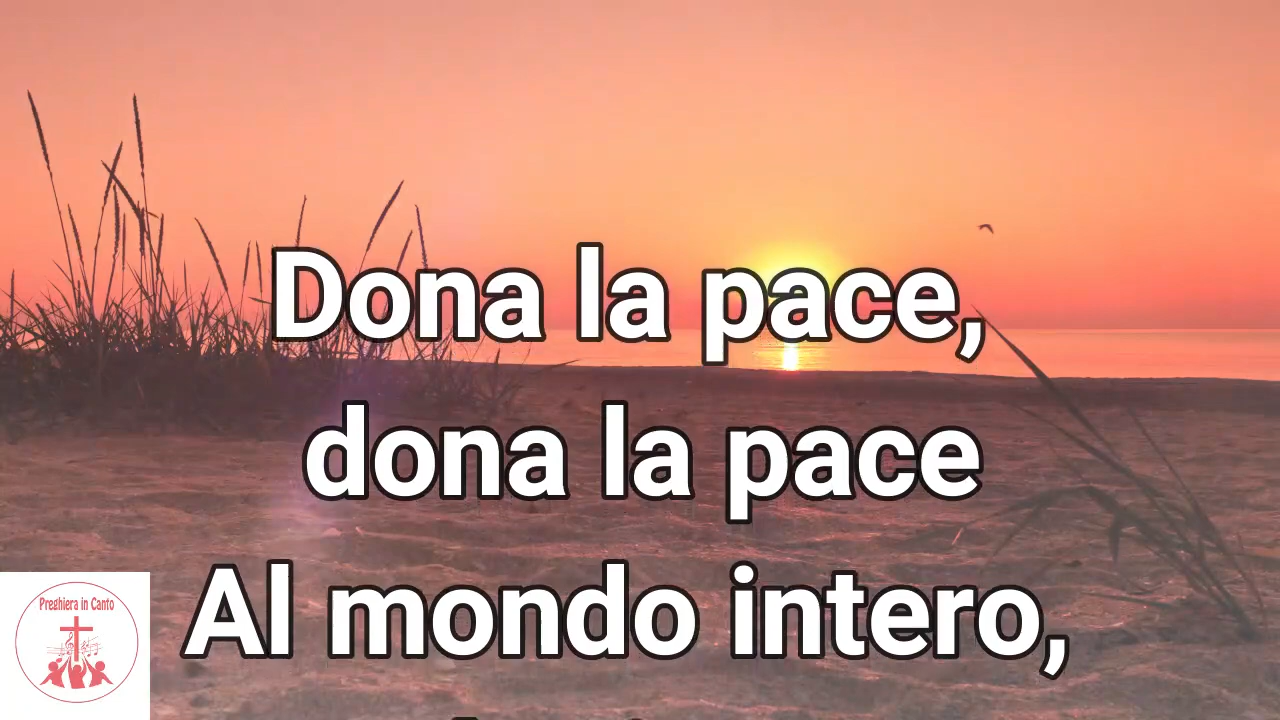 Dona la pace,
dona la pace
Al mondo intero,
Preghiera in Canto